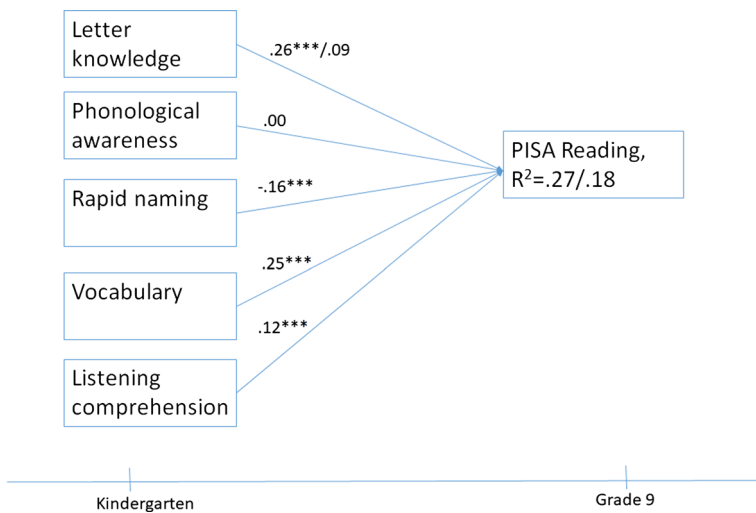 Letter
knowledge
.26***/.09
Phonological
awareness
.00
PISA Reading,
R²=.27/.18
Rapid naming
-.16***
Vocabulary
.25***
.12***
Listening
comprehension
Kindergarten
Grade 9